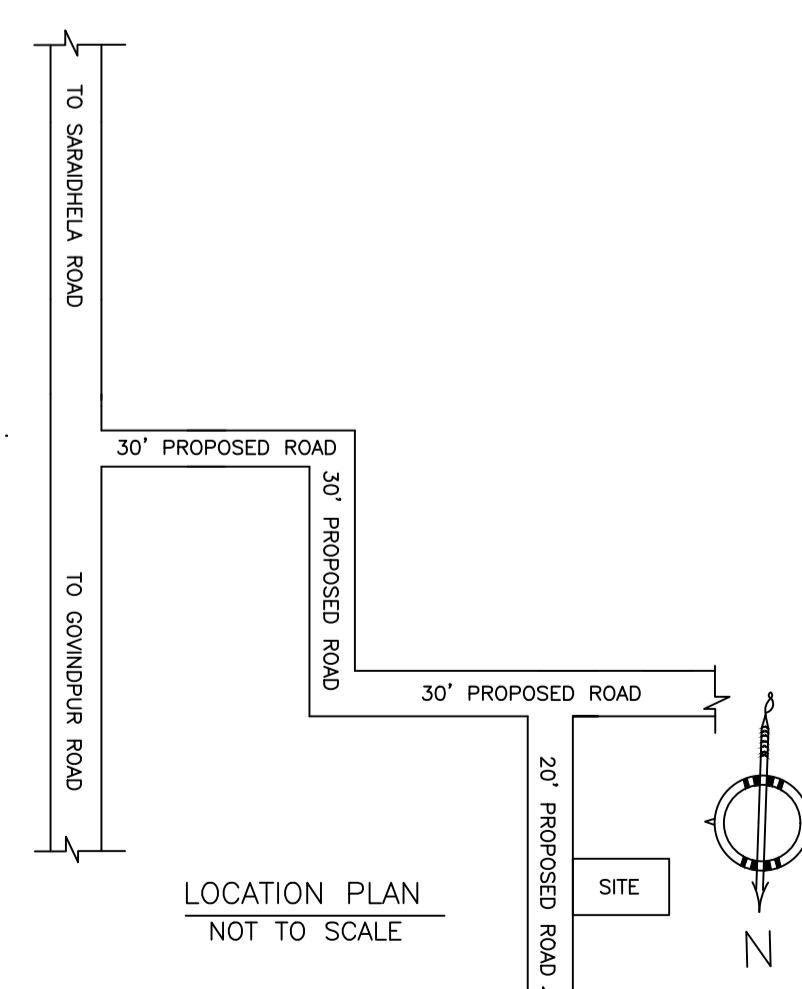 TO SARAIDHELA ROAD
30' PROPOSED ROAD
30' PROPOSED ROAD
TO GOVINDPUR ROAD
30' PROPOSED ROAD
20' PROPOSED ROAD
SITE
LOCATION PLAN
NOT TO SCALE
N